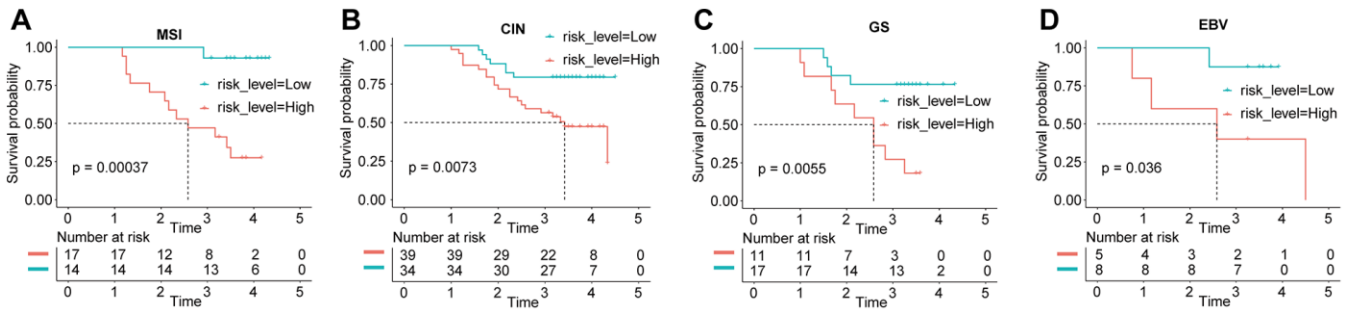 A
MSI
Survival probability
1.00
0.75
0.50
0.25
0.00
risk_level=Low
risk_level=High
p = 0.00037
0 1 2 3 4 5
Time
Number at risk
17 17 12 8 2 0
14 14 14 13 6 0
0 1 2 3 4 5
B
CIN
Survival probability
1.00
0.75
0.50
0.25
0.00
risk_level=Low
risk_level=High
p = 0.0073
0 1 2 3 4 5
Time
Number at risk
39 39 29 22 8 0
34 34 30 27 7 0
0 1 2 3 4 5
C
GS
Survival probability
1.00
0.75
0.50
0.25
0.00
risk_level=Low
risk_level=High
p = 0.0055
0 1 2 3 4 5
Time
Number at risk
11 11 7 3 0 0
17 17 14 13 2 0
0 1 2 3 4 5
D
EBV
Survival probability
1.00
0.75
0.50
0.25
0.00
risk_level=Low
risk_level=High
p = 0.036
0 1 2 3 4 5
Time
Number at risk
5 4 3 2 1 0
8 8 8 7 0 0
0 1 2 3 4 5